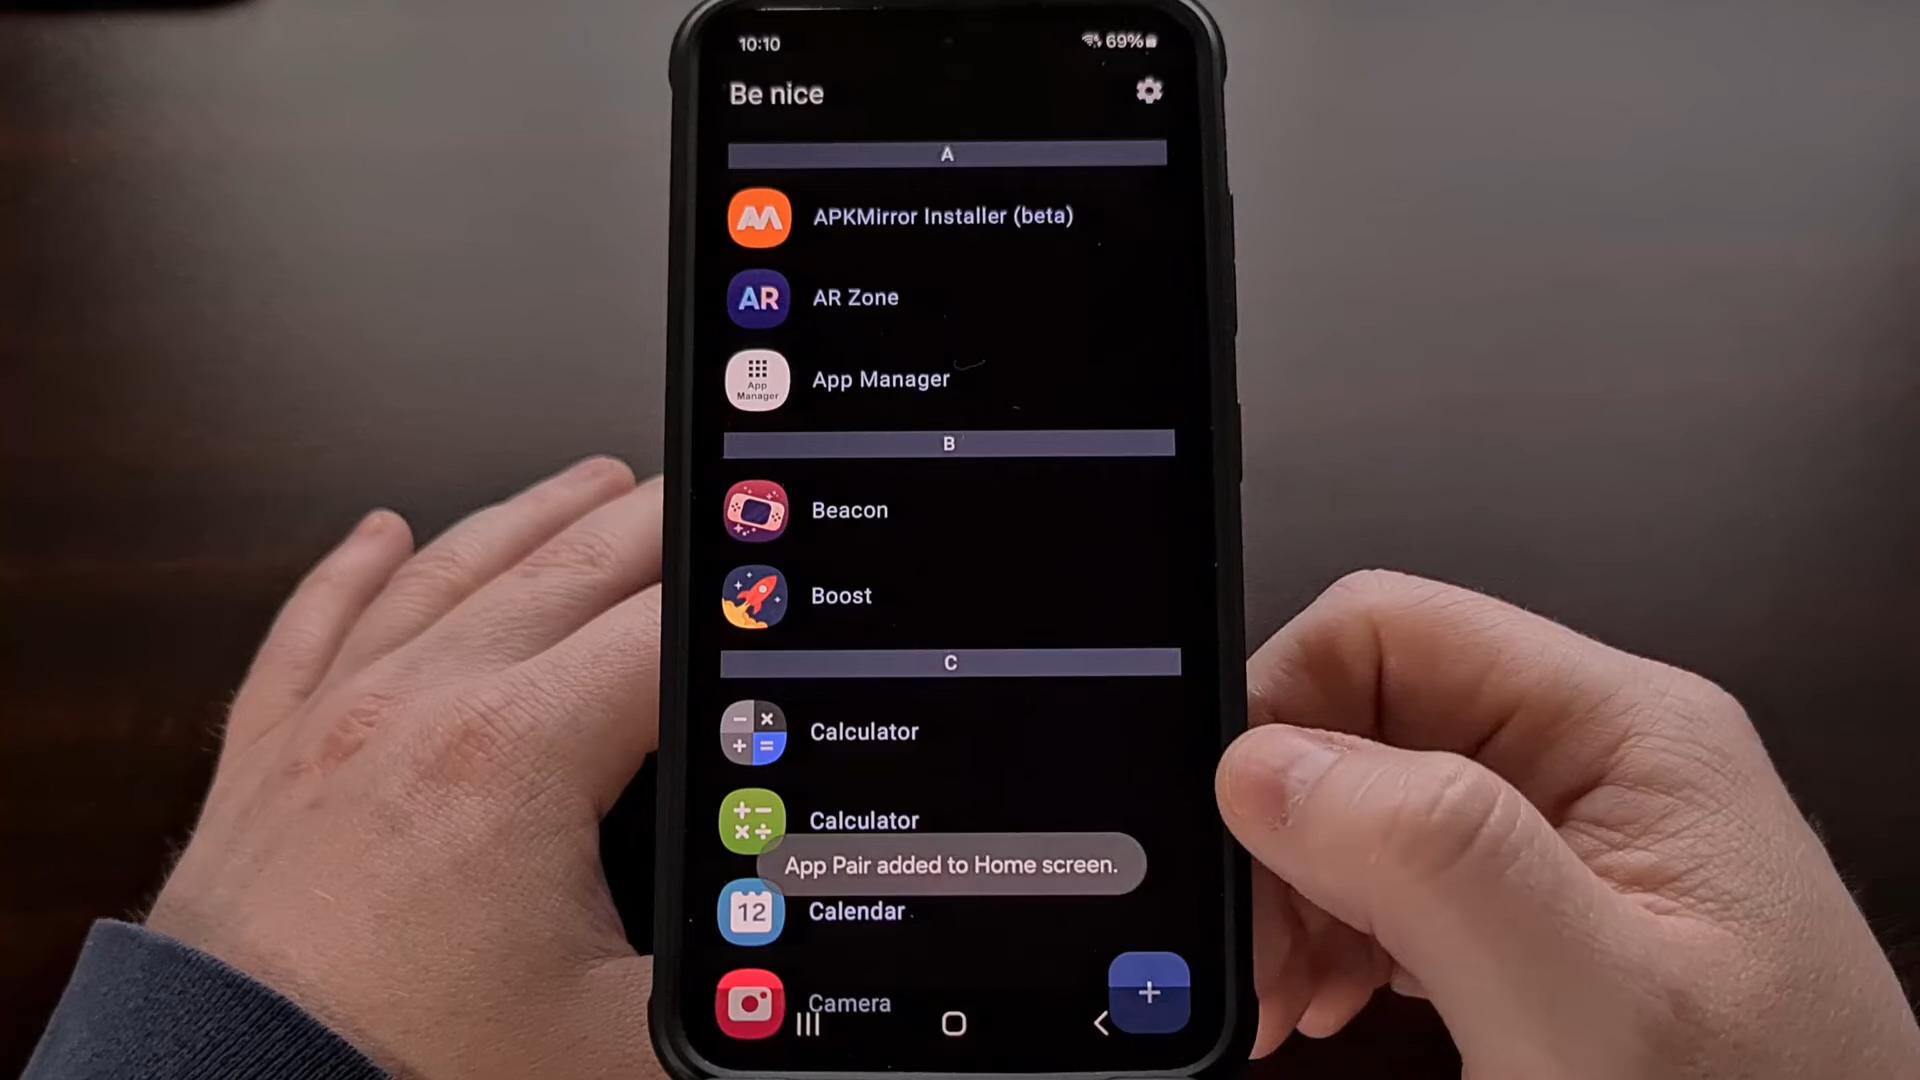 10:10
69%
Be nice
A
APKMirror Installer (beta)
AR
AR Zone
App
Manager
App Manager
B
Beacon
Boost
C
Calculator
Calculator
App Pair added to Home screen.
12
Calendar
Camera